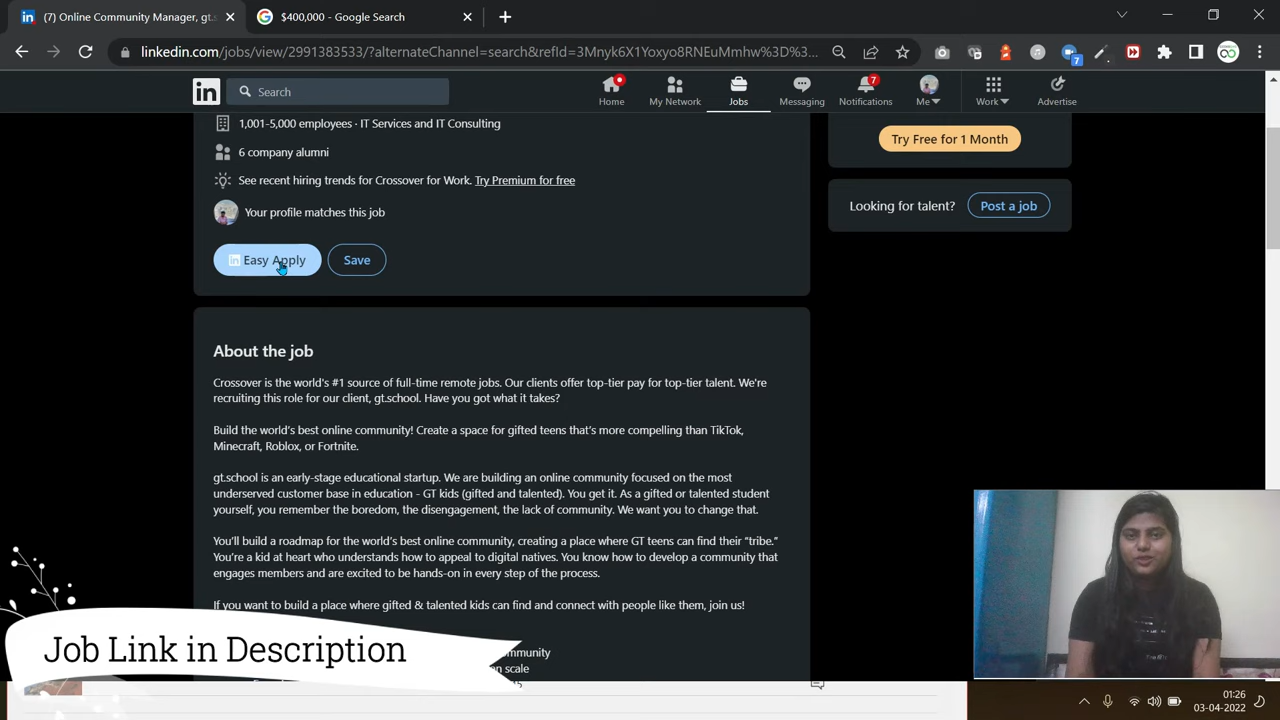 (7) Online Community Manager, gt.s
$400,000 - Google Search
linkedin.com/jobs/view/2991383533/?alternateChannel=search&refId=3Mnyk6X1Yoxyo8RNEuMmhw%3D%3...
7
in
Search
Home
My Network
Jobs
Messaging
7
Notifications
Me
Work
Advertise
1,001-5,000 employees · IT Services and IT Consulting
6 company alumni
See recent hiring trends for Crossover for Work. Try Premium for free
Your profile matches this job
Easy Apply
Save
Try Free for 1 Month
Looking for talent?
Post a job
About the job
Crossover is the world's #1 source of full-time remote jobs. Our clients offer top-tier pay for top-tier talent. We're
recruiting this role for our client, gt.school. Have you got what it takes?
Build the world's best online community! Create a space for gifted teens that's more compelling than TikTok,
Minecraft, Roblox, or Fortnite.
gt.school is an early-stage educational startup. We are building an online community focused on the most
underserved customer base in education - GT kids (gifted and talented). You get it. As a gifted or talented student
yourself, you remember the boredom, the disengagement, the lack of community. We want you to change that.
You'll build a roadmap for the world's best online community, creating a place where GT teens can find their “tribe.”
You're a kid at heart who understands how to appeal to digital natives. You know how to develop a community that
engages members and are excited to be hands-on in every step of the process.
If you want to build a place where gifted & talented kids can find and connect with people like them, join us!
ommunity
n scale
Job Link in Description
01:26
03-04-2022